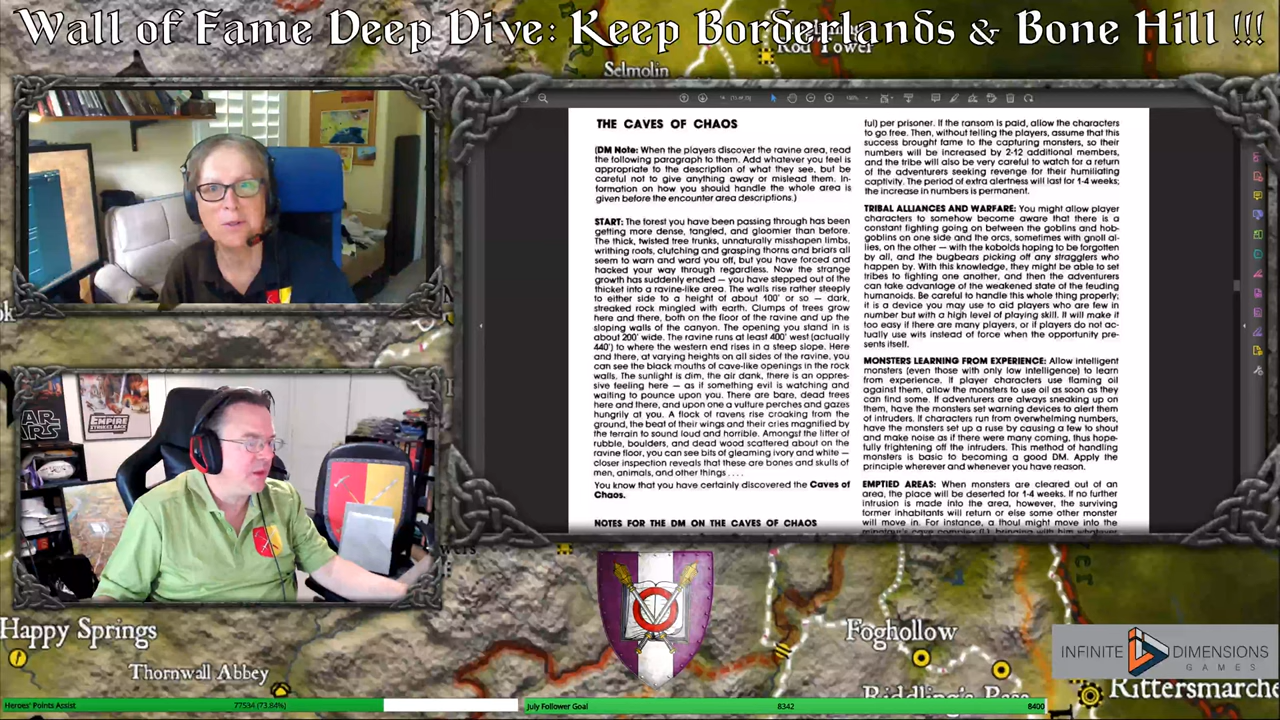 Wall of Fame Deep Dive: Keep Borderlands & Bone Hill !!!
Rod Tower
Selmolin
THE CAVES OF CHAOS
(DM Note: When the players discover the ravine area, read
the following paragraph to them. Add whatever you feel is
appropriate to the description of what they see, but be
careful not to give anything away or mislead them. In-
formation on how you should handle the whole area is
given before the encounter area descriptions.)
START: The forest you have been passing through has been
getting more dense, tangled, and gloomier than before.
The thick, twisted tree trunks, unnaturally misshapen limbs,
writhing roots, clutching and grasping thorns and briars all
seem to warn and ward you off, but you have forced and
hacked your way through regardless. Now the strange
growth has suddenly ended — you have stepped out of the
thicket into a ravine-like area. The walls rise rather steeply
to either side to a height of about 100' or so — dark,
streaked rock mingled with earth. Clumps of trees grow
here and there, both on the floor of the ravine and up the
sloping walls of the canyon. The opening you stand in is
about 200' wide. The ravine runs at least 400' west (actually
440') to where the western end rises in a steep slope. Here
and there, at varying heights on all sides of the ravine, you
can see the black mouths of cave-like openings in the rock
walls. The sunlight is dim, the air dank, there is an oppres-
sive feeling here — as if something evil is watching and
waiting to pounce upon you. There are bare, dead trees
here and there, and upon one a vulture perches and gazes
hungrily at you. A flock of ravens rise croaking from the
ground, the beat of their wings and their cries magnified by
the terrain to sound loud and horrible. Amongst the litter of
rubble, boulders, and dead wood scattered about on the
ravine floor, you can see bits of gleaming ivory and white —
closer inspection reveals that these are bones and skulls of
men, animals, and other things . . . .
You know that you have certainly discovered the Caves of
Chaos.
NOTES FOR THE DM ON THE CAVES OF CHAOS
ful) per prisoner. If the ransom is paid, allow the characters
to go free. Then, without telling the players, assume that this
success brought fame to the capturing monsters, so their
numbers will be increased by 2-12 additional members,
and the tribe will also be very careful to watch for a return
of the adventurers seeking revenge for their humiliating
captivity. The period of extra alertness will last for 1-4 weeks;
the increase in numbers is permanent.
TRIBAL ALLIANCES AND WARFARE: You might allow player
characters to somehow become aware that there is a
constant fighting going on between the goblins and hob-
goblins on one side and the orcs, sometimes with gnoll al-
lies, on the other — with the kobolds hoping to be forgotten
by all, and the bugbears picking off any stragglers who
happen by. With this knowledge, they might be able to set
tribes to fighting one another, and then the adventurers
can take advantage of the weakened state of the feuding
humanoids. Be careful to handle this whole thing properly;
it is a device you may use to aid players who are few in
number but with a high level of playing skill. It will make it
too easy if there are many players, or if players do not ac-
tually use wits instead of force when the opportunity pre-
sents itself.
MONSTERS LEARNING FROM EXPERIENCE: Allow intelligent
monsters (even those with only low intelligence) to learn
from experience. If player characters use flaming oil
against them, allow the monsters to use oil as soon as they
can find some. If adventurers are always sneaking up on
them, have the monsters set warning devices to alert them
of intruders. If characters run from overwhelming numbers,
have the monsters set up a ruse by causing a few to shout
and make noise as if there were many coming, thus hope-
fully frightening off the intruders. This method of handling
monsters is basic to becoming a good DM. Apply the
principle wherever and whenever you have reason.
EMPTIED AREAS: When monsters are cleared out of an
area, the place will be deserted for 1-4 weeks. If no further
intrusion is made into the area, however, the surviving
former inhabitants will return or else some other monster
will move in. For instance, a thoul might move into the
minotaur's cave complex (I.), bringing with him whatever
STAR
WARS
STAR WARS
EMPIRE
STRIKES
BACK
Happy Springs
Thornwall Abbey
Foghollow
Riddling's Pass
Rittersmarche
INFINITE DIMENSIONS
GAMES
Heroes' Points Assist
77534 (73.84%)
July Follower Goal
8342
8400